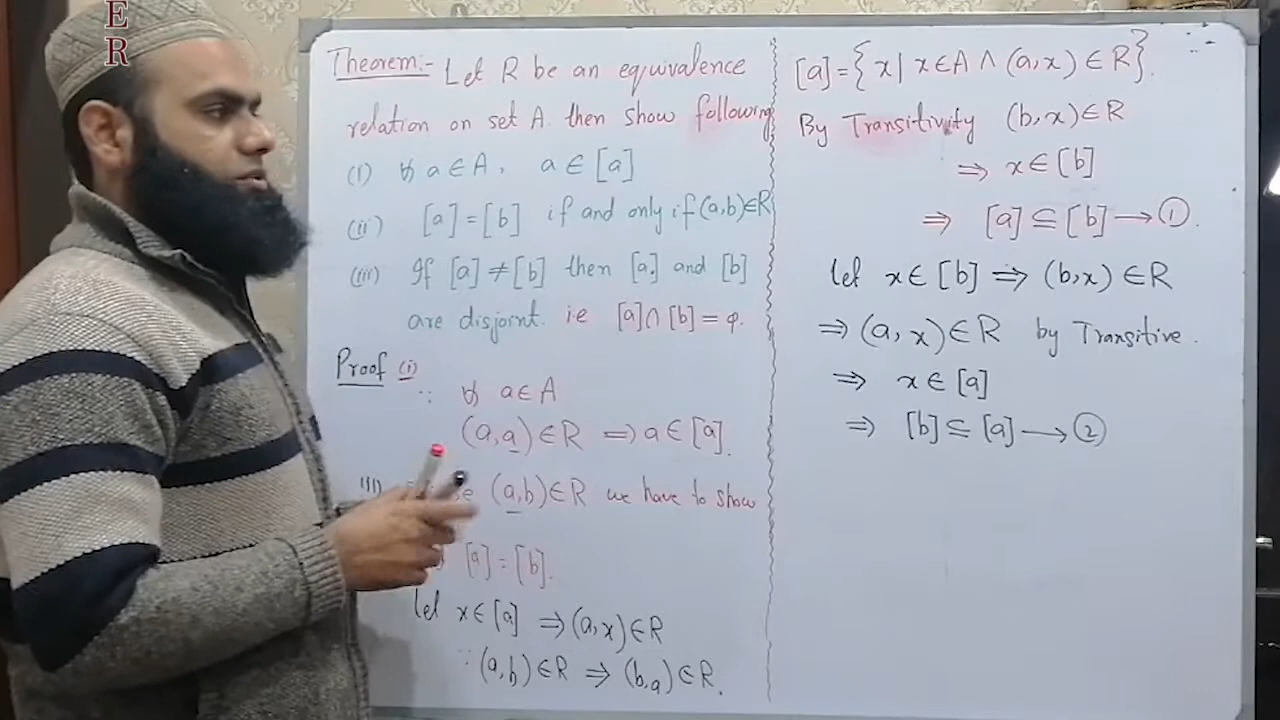 E
R
Theorem:- Let R be an equivalence
relation on set A. then show following
(i) ∀ a∈A, a∈[a]
(ii) [a]=[b] if and only if (a,b)∈R
(iii) If [a]≠[b] then [a] and [b]
are disjoint. ie [a]∩[b]=φ.
Proof (i)
∵ ∀ a∈A
(a,a)∈R ⇒ a∈[a].
(a,b)∈R we have to show
[a]=[b].
let x∈[a] ⇒(a,x)∈R
∵(a,b)∈R ⇒ (b,a)∈R.
[a]={x| x∈A ∧ (a,x)∈R}.
By Transitivity (b,x)∈R
⇒ x∈[b]
⇒ [a]⊆[b]→①.
let x∈[b]⇒(b,x)∈R
⇒(a,x)∈R by Transitive.
⇒ x∈[a]
⇒ [b]⊆[a]→②